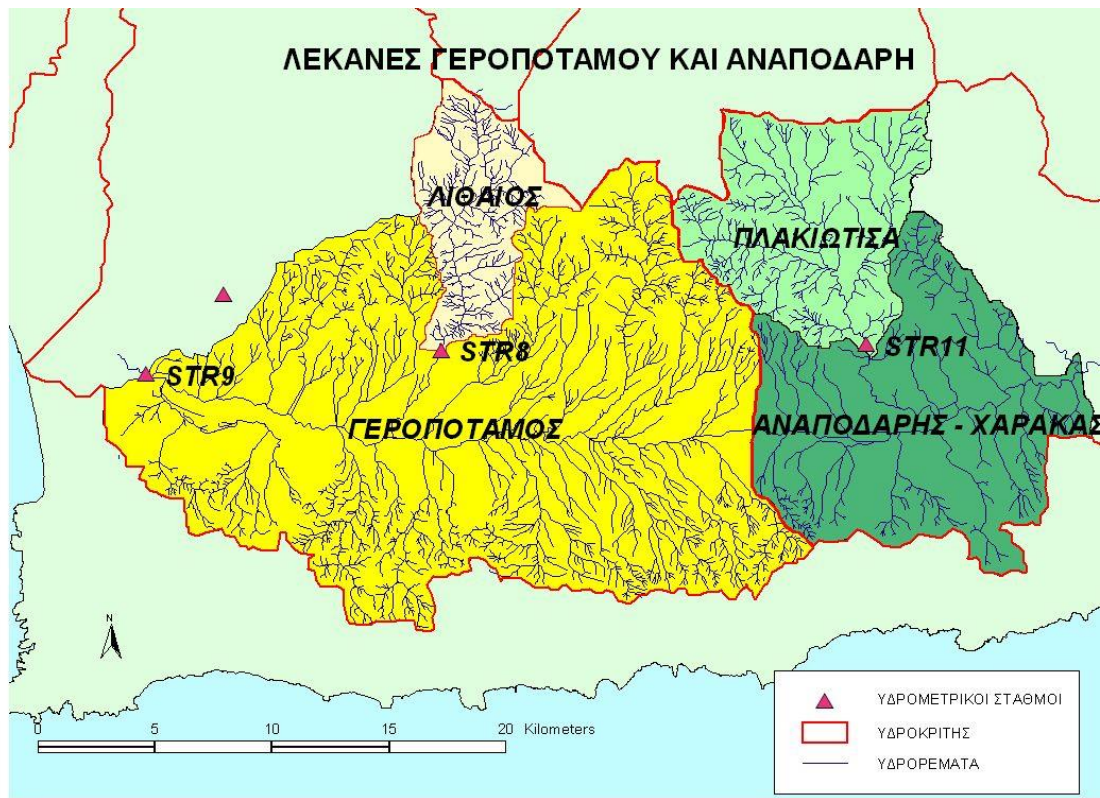 ΛΕΚΑΝΕΣ ΓΕΡΟΠΟΤΑΜΟΥ ΚΑΙ ΑΝΑΠΟΔΑΡΗ
ΛΙΘΑΙΟΣ
ΠΛΑΚΙΩΤΙΣΑ
STR8
STR11
STR9
ΓΕΡΟΠΟΤΑΜΟΣ
ΑΝΑΠΟΔΑΡΗΣ - ΧΑΡΑΚΑΣ
N
0 5 10 15 20 Kilometers
ΥΔΡΟΜΕΤΡΙΚΟΙ ΣΤΑΘΜΟΙ
ΥΔΡΟΚΡΙΤΗΣ
ΥΔΡΟΡΕΜΑΤΑ